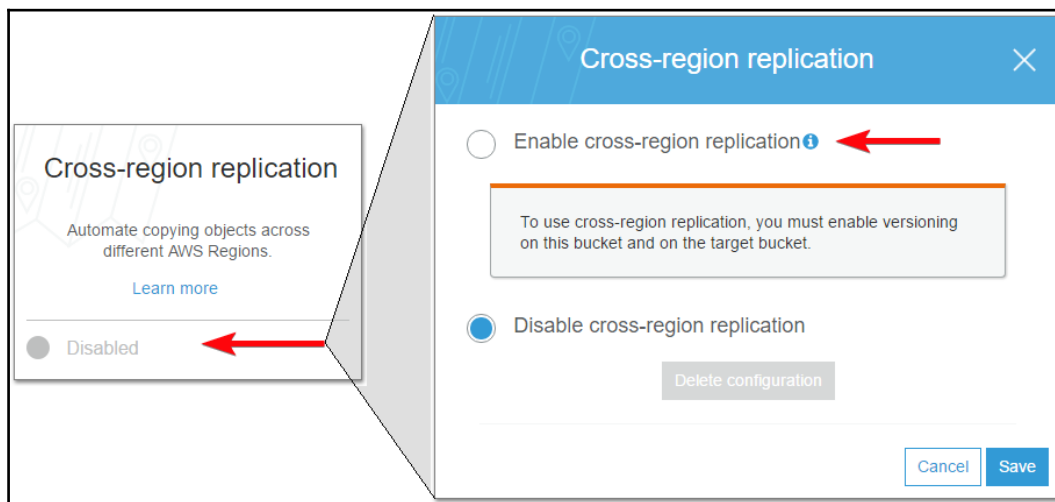 Cross-region replication
Automate copying objects across
different AWS Regions.
Learn more
Disabled
Cross-region replication
Enable cross-region replication
To use cross-region replication, you must enable versioning
on this bucket and on the target bucket.
Disable cross-region replication
Delete configuration
Cancel
Save